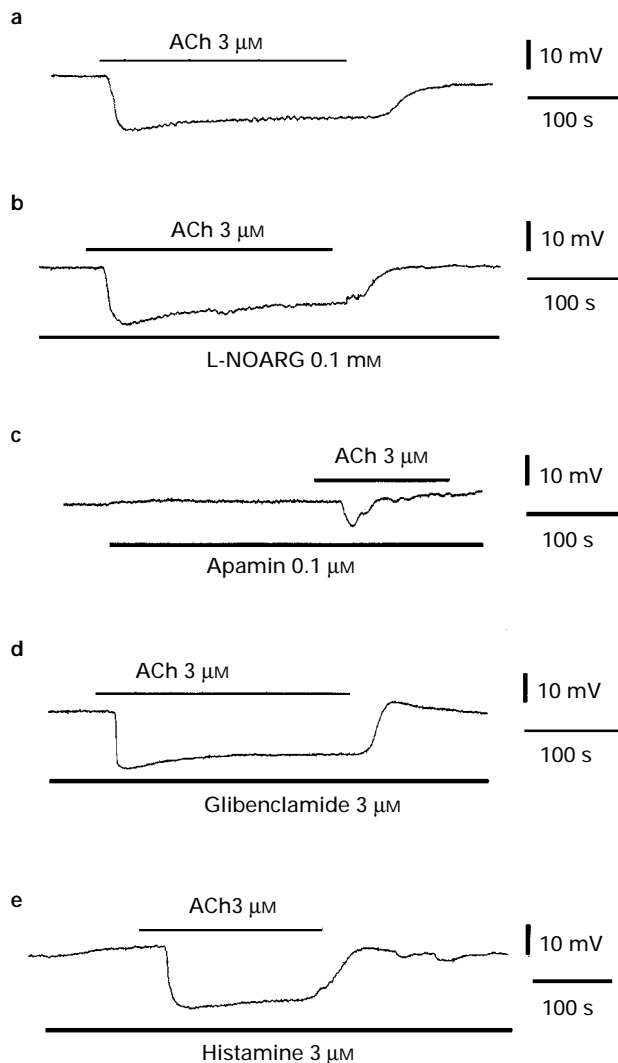 a
ACh 3 μM
10 mV
100 s
b
ACh 3 μM
10 mV
100 s
L-NOARG 0.1 mM
c
ACh 3 μM
10 mV
100 s
Apamin 0.1 μM
d
ACh 3 μM
10 mV
100 s
Glibenclamide 3 μM
e
ACh3 μM
10 mV
100 s
Histamine 3 μM